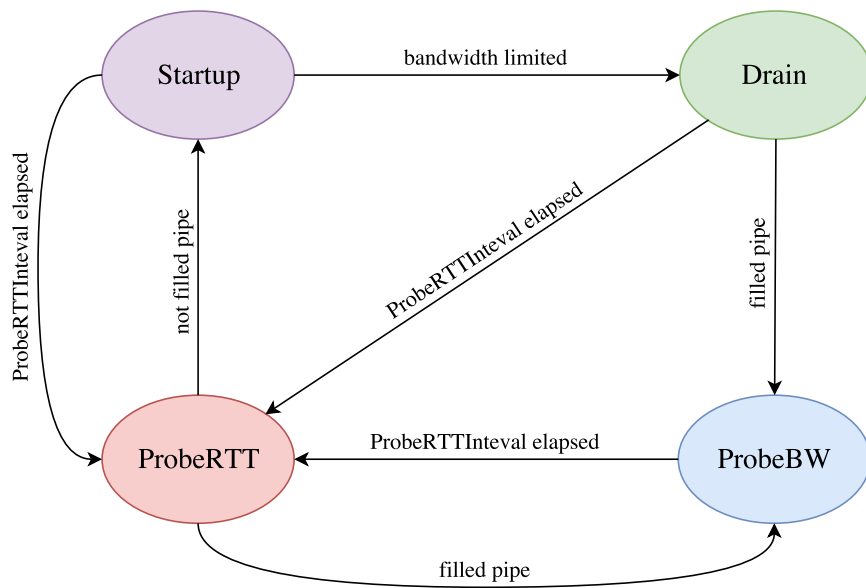 Startup
bandwidth limited
Drain
ProbeRTTInteval elapsed
not filled pipe
ProbeRTTInteval elapsed
filled pipe
ProbeRTT
ProbeRTTInteval elapsed
ProbeBW
filled pipe